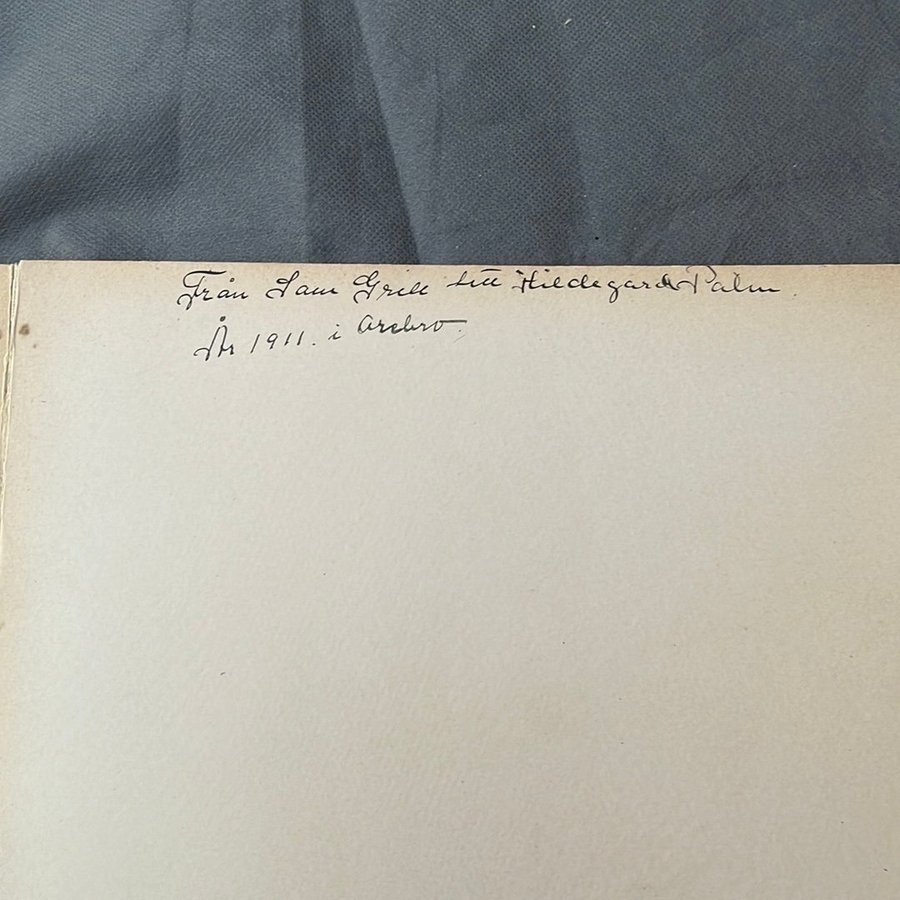 Från Sam Grill till Hildegard Palm.
År 1911. i Örebro.